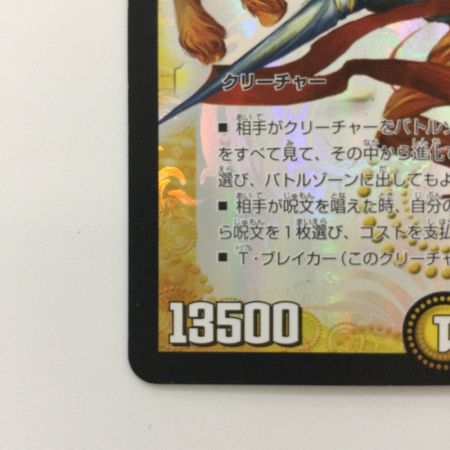 クリーチャー
■ 相手がクリーチャーをバトルゾ
をすべて見て、その中から進化で
選び、バトルゾーンに出してもよ
■ 相手が呪文を唱えた時、自分の
ら呪文を1枚選び、コストを支払
■ T・ブレイカー(このクリーチャ
13500